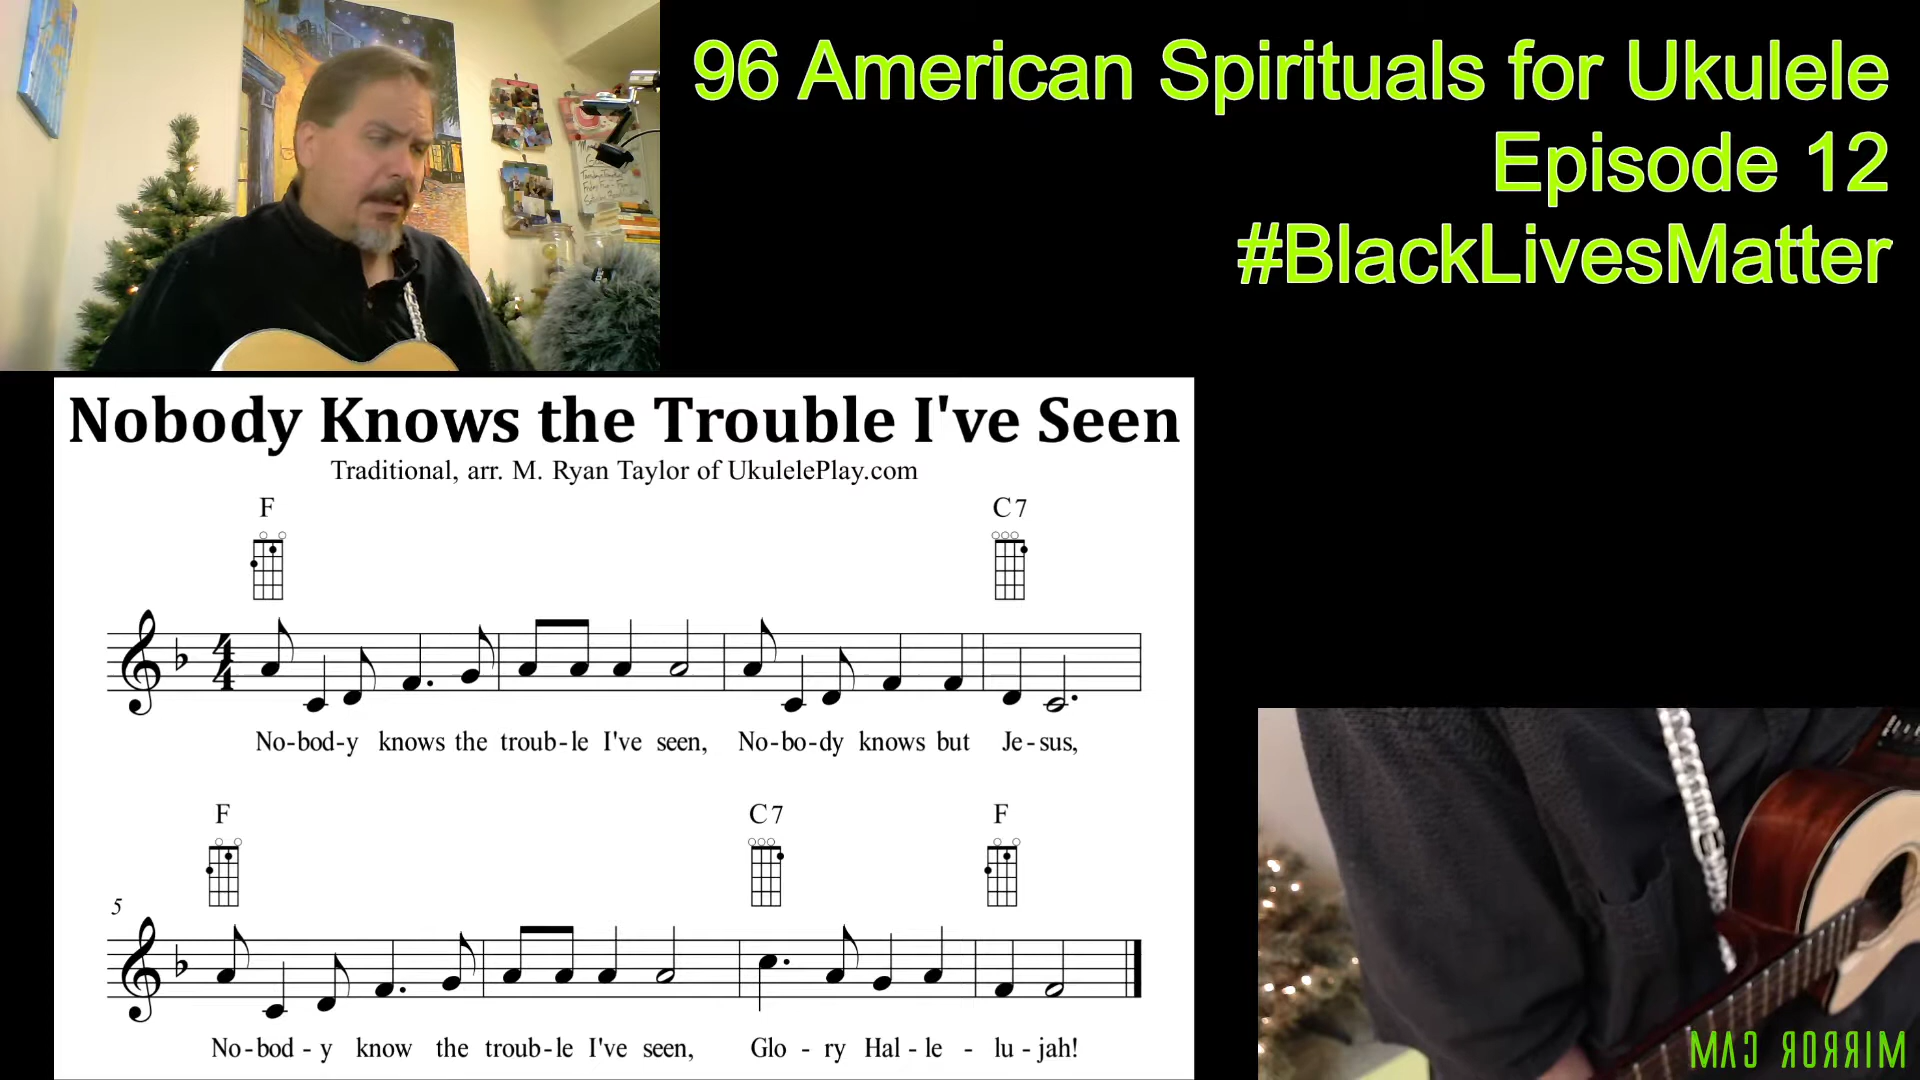 96 American Spirituals for Ukulele
Episode 12
#BlackLivesMatter
Nobody Knows the Trouble I've Seen
Traditional, arr. M. Ryan Taylor of UkulelePlay.com
F C7
4
4
No-bod-y knows the troub-le I've seen, No-bo-dy knows but Je-sus,
F C7 F
5
No-bod-y know the troub-le I've seen, Glo-ry Hal-le-lu-jah!
MIRROR CAM